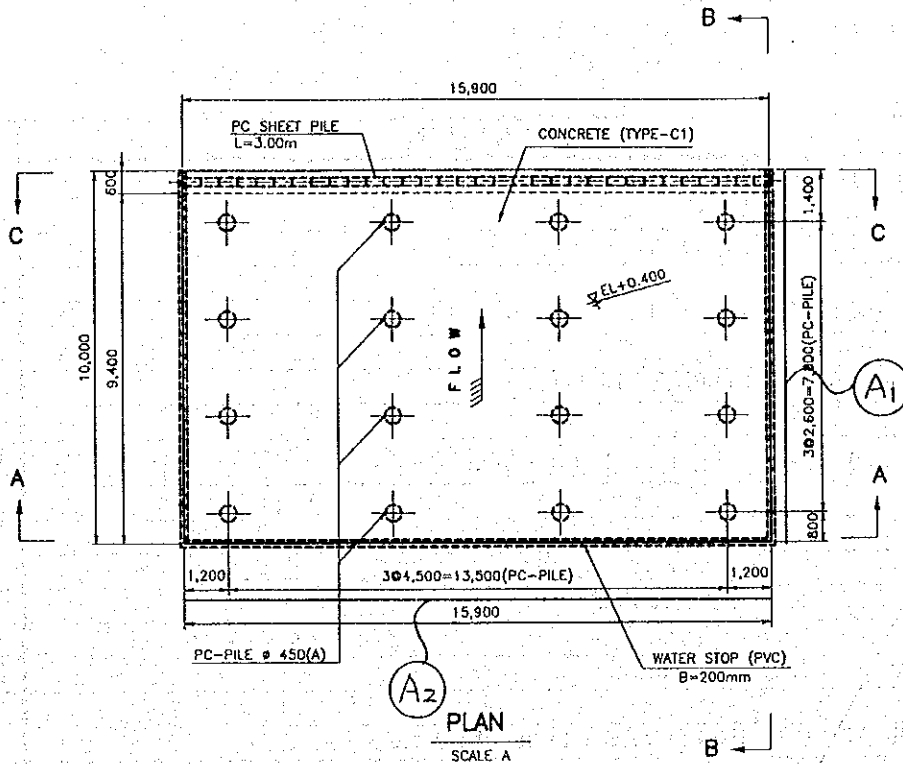 B
15,900
PC SHEET PILE
L=3.00m
CONCRETE (TYPE-C1)
C
C
600
1,400
EL+0.400
FLOW
10,000
9,400
3@2,600=7,800(PC-PILE)
A1
A
A
800
1,200
3@4,500=13,500(PC-PILE)
1,200
15,900
PC-PILE ø 450(A)
WATER STOP (PVC)
B=200mm
A2
PLAN
SCALE A
B